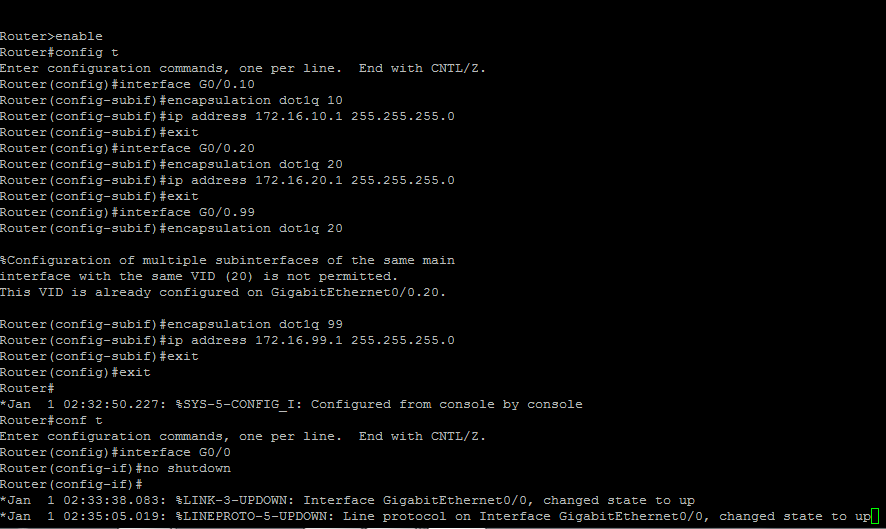 Router>enable
Router#config t
Enter configuration commands, one per line.  End with CNTL/Z.
Router(config)#interface G0/0.10
Router(config-subif)#encapsulation dot1q 10
Router(config-subif)#ip address 172.16.10.1 255.255.255.0
Router(config-subif)#exit
Router(config)#interface G0/0.20
Router(config-subif)#encapsulation dot1q 20
Router(config-subif)#ip address 172.16.20.1 255.255.255.0
Router(config-subif)#exit
Router(config)#interface G0/0.99
Router(config-subif)#encapsulation dot1q 20
%Configuration of multiple subinterfaces of the same main
interface with the same VID (20) is not permitted.
This VID is already configured on GigabitEthernet0/0.20.
Router(config-subif)#encapsulation dot1q 99
Router(config-subif)#ip address 172.16.99.1 255.255.255.0
Router(config-subif)#exit
Router(config)#exit
Router#
*Jan  1 02:32:50.227: %SYS-5-CONFIG_I: Configured from console by console
Router#conf t
Enter configuration commands, one per line.  End with CNTL/Z.
Router(config)#interface G0/0
Router(config-if)#no shutdown
Router(config-if)#
*Jan  1 02:33:38.083: %LINK-3-UPDOWN: Interface GigabitEthernet0/0, changed state to up
*Jan  1 02:35:05.019: %LINEPROTO-5-UPDOWN: Line protocol on Interface GigabitEthernet0/0, changed state to up